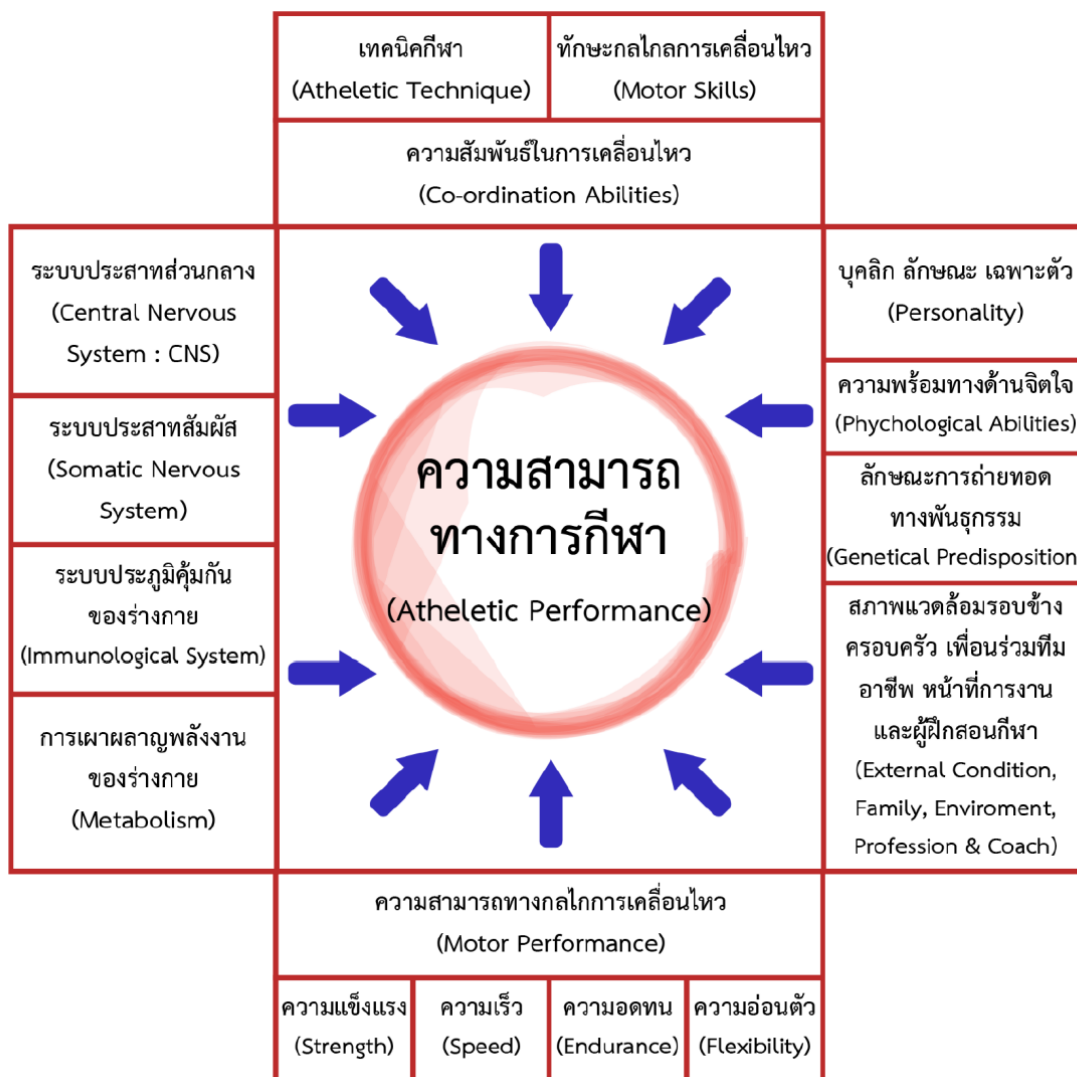 เทคนิคกีฬา
(Atheletic Technique)
ทักษะกลไกลการเคลื่อนไหว
(Motor Skills)
ความสัมพันธ์ในการเคลื่อนไหว
(Co-ordination Abilities)
ระบบประสาทส่วนกลาง
(Central Nervous
System : CNS)
ระบบประสาทสัมผัส
(Somatic Nervous
System)
ระบบประภูมิคุ้มกัน
ของร่างกาย
(Immunological System)
การเผาผลาญพลังงาน
ของร่างกาย
(Metabolism)
ความสามารถ
ทางการกีฬา
(Atheletic Performance)
บุคลิก ลักษณะ เฉพาะตัว
(Personality)
ความพร้อมทางด้านจิตใจ
(Phychological Abilities)
ลักษณะการถ่ายทอด
ทางพันธุกรรม
(Genetical Predisposition)
สภาพแวดล้อมรอบข้าง
ครอบครัว เพื่อนร่วมทีม
อาชีพ หน้าที่การงาน
และผู้ฝึกสอนกีฬา
(External Condition,
Family, Enviroment,
Profession & Coach)
ความสามารถทางกลไกการเคลื่อนไหว
(Motor Performance)
ความแข็งแรง
(Strength)
ความเร็ว
(Speed)
ความอดทน
(Endurance)
ความอ่อนตัว
(Flexibility)